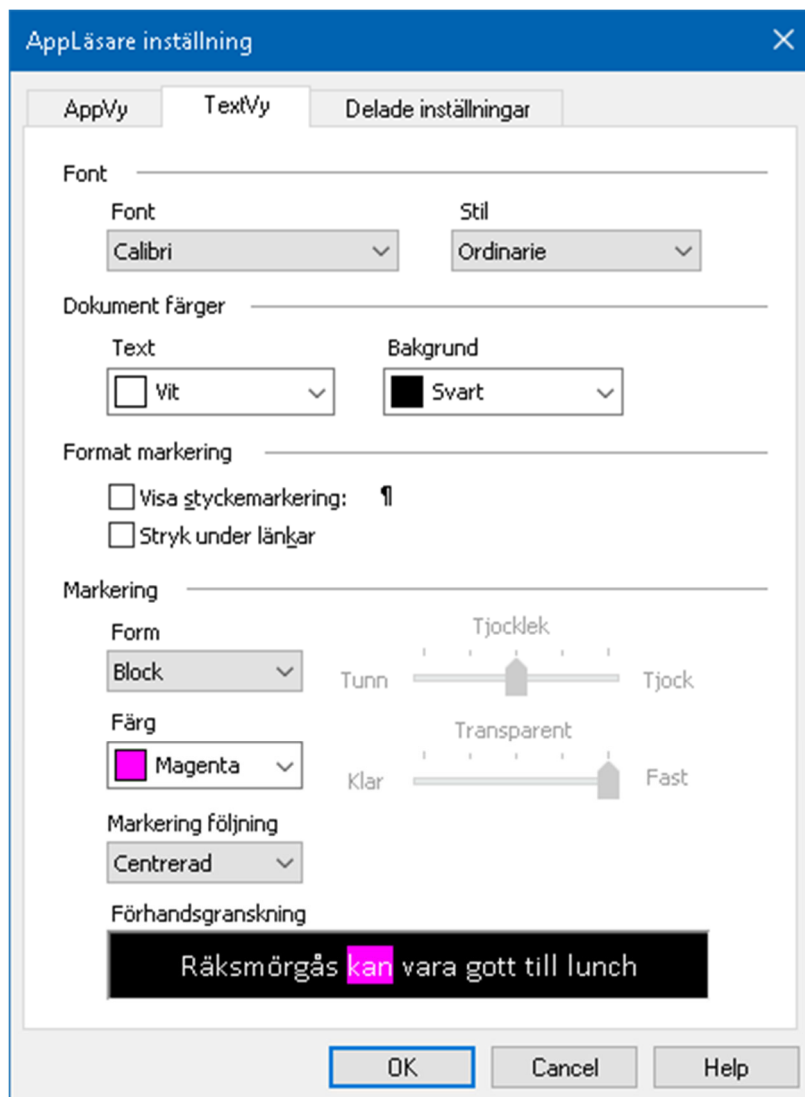 AppLäsare inställning
AppVy TextVy Delade inställningar
Font
Font Stil
Calibri Ordinarie
Dokument färger
Text Bakgrund
Vit Svart
Format markering
Visa styckemarkering: ¶
Stryk under länkar
Markering
Form Tjocklek
Block Tunn Tjock
Färg Transparent
Magenta Klar Fast
Markering följning
Centrerad
Förhandsgranskning
Räksmörgås kan vara gott till lunch
OK Cancel Help